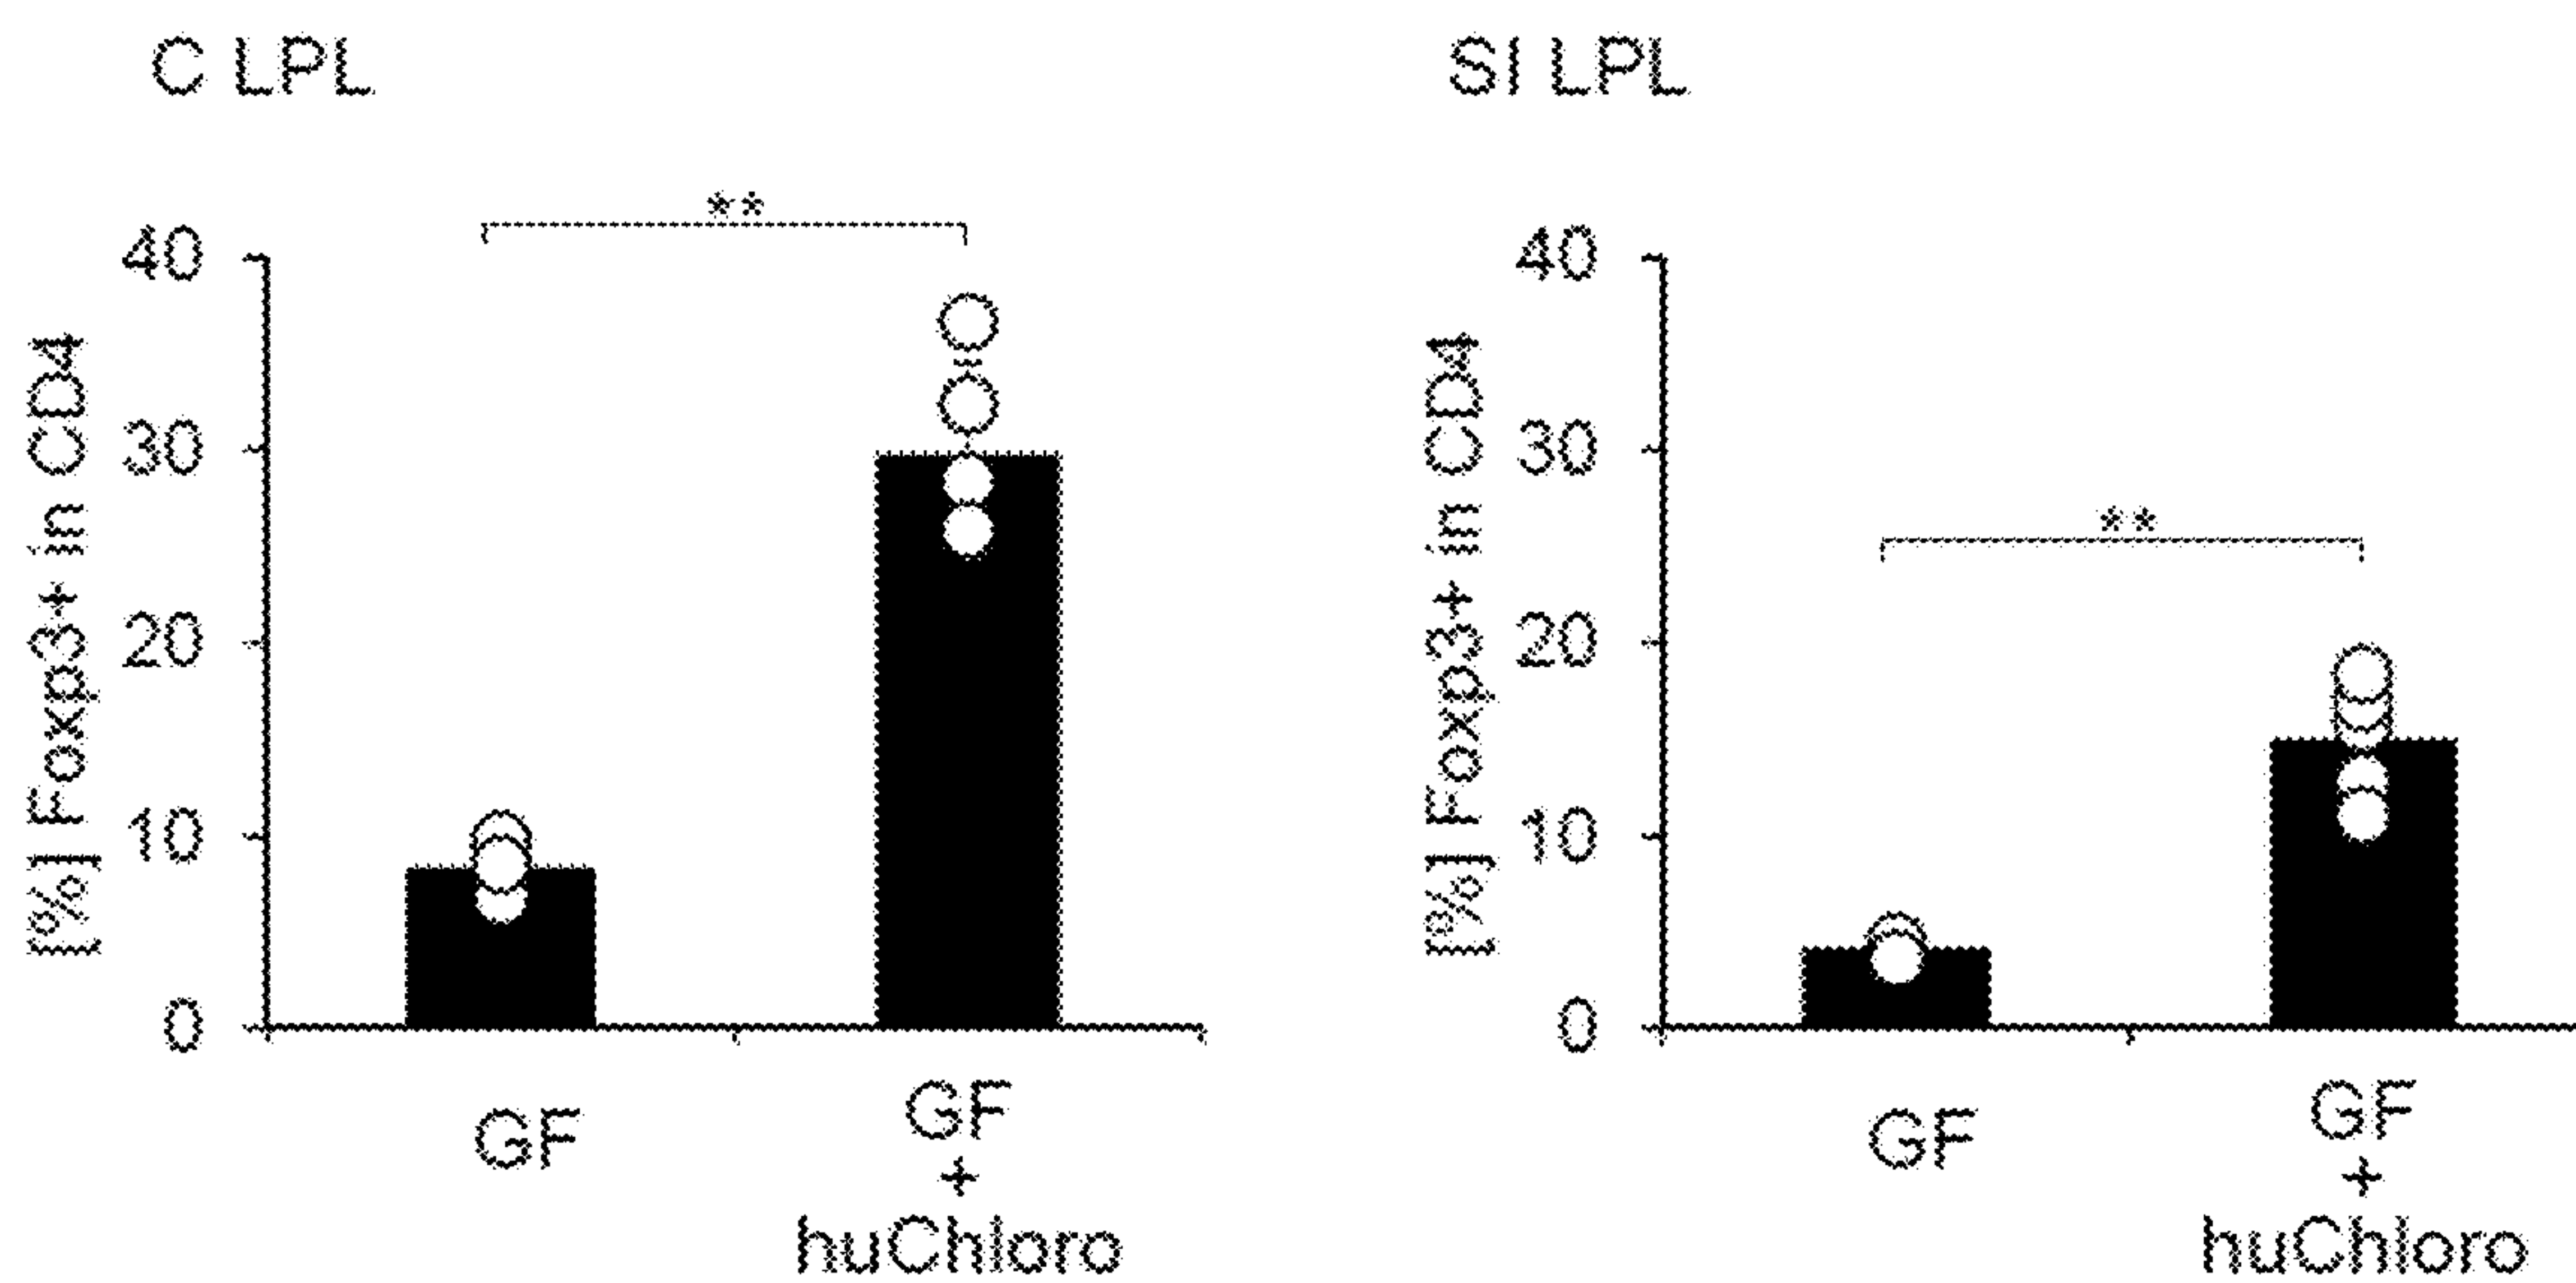 C LPL
**
40
30
20
10
0
[%] Foxp3+ in CD4
GF
GF
+
huChloro
SI LPL
**
40
30
20
10
0
[%] Foxp3+ in CD4
GF
GF
+
huChloro